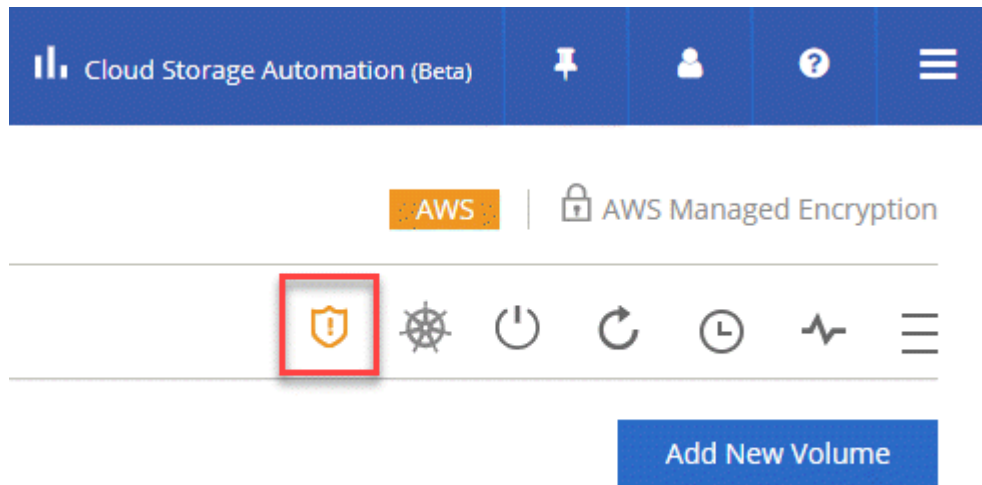 Cloud Storage Automation (Beta)
AWS
AWS Managed Encryption
Add New Volume